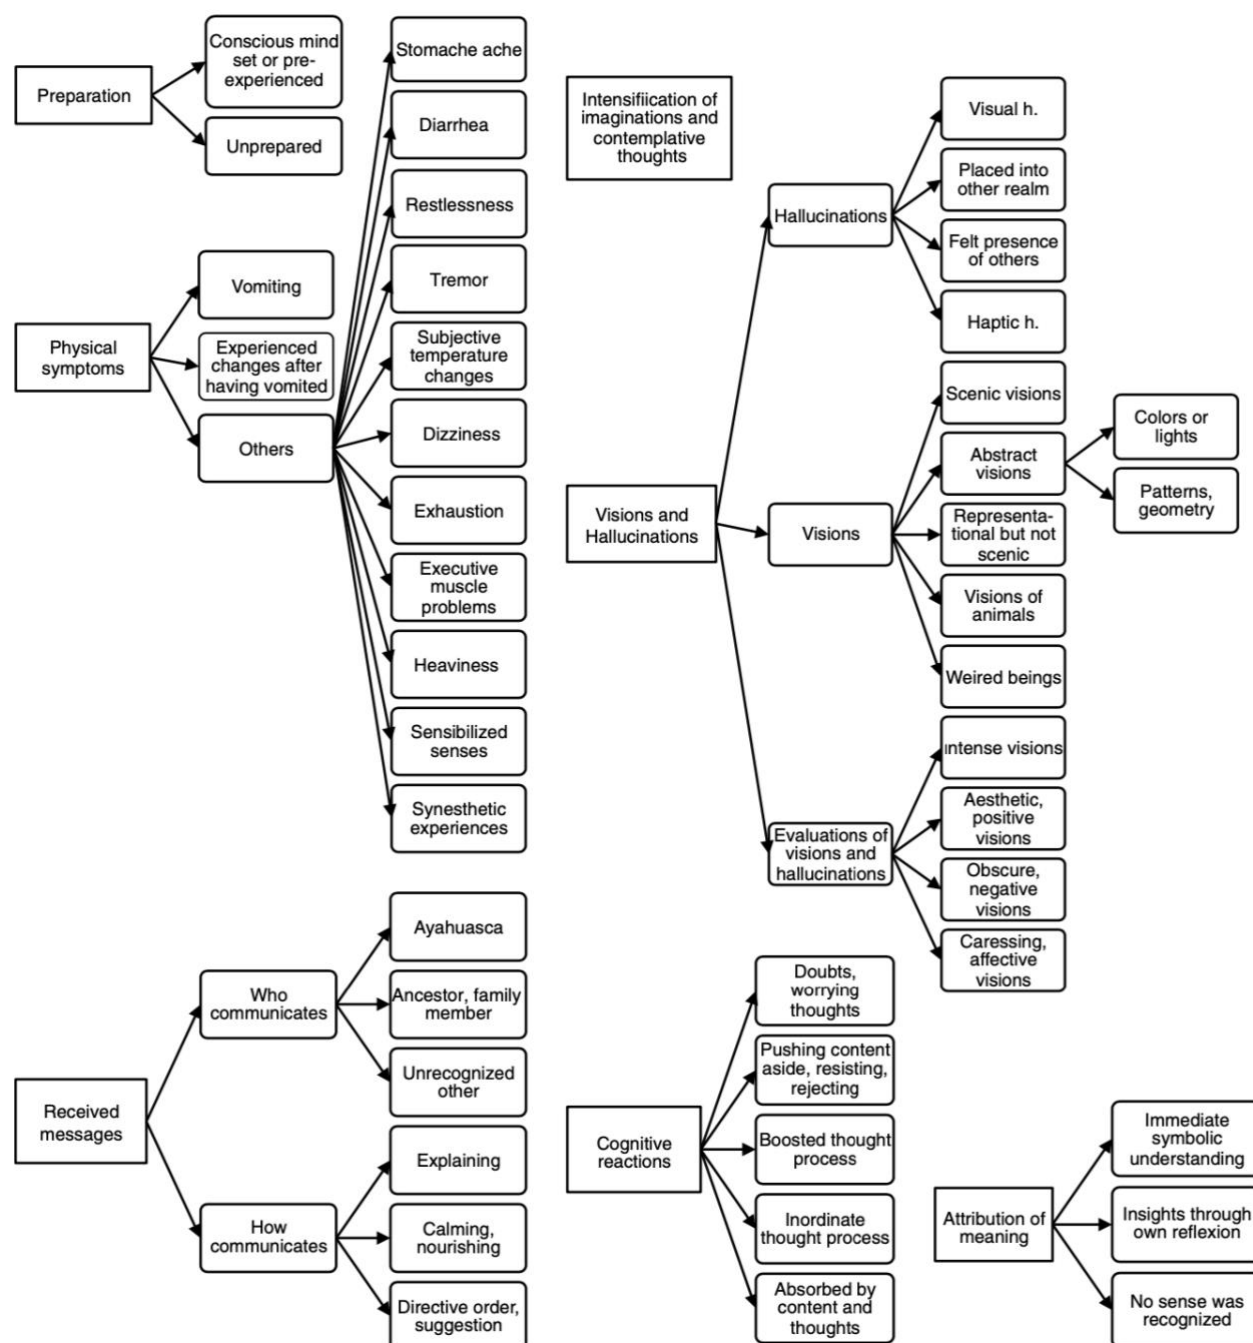 Preparation
Conscious mind
set or pre-
experienced
Unprepared
Physical
symptoms
Vomiting
Experienced
changes after
having vomited
Others
Stomache ache
Diarrhea
Restlessness
Tremor
Subjective
temperature
changes
Dizziness
Exhaustion
Executive
muscle
problems
Heaviness
Sensibilized
senses
Synesthetic
experiences
Received
messages
Who
communicates
Ayahuasca
Ancestor, family
member
Unrecognized
other
How
communicates
Explaining
Calming,
nourishing
Directive order,
suggestion
Intensifiication of
imaginations and
contemplative
thoughts
Visions and
Hallucinations
Hallucinations
Visual h.
Placed into
other realm
Felt presence
of others
Haptic h.
Visions
Scenic visions
Abstract
visions
Colors or
lights
Patterns,
geometry
Representa-
tional but not
scenic
Visions of
animals
Weired beings
Evaluations of
visions and
hallucinations
Intense visions
Aesthetic,
positive
visions
Obscure,
negative
visions
Caressing,
affective
visions
Cognitive
reactions
Doubts,
worrying
thoughts
Pushing content
aside, resisting,
rejecting
Boosted thought
process
Inordinate
thought process
Absorbed by
content and
thoughts
Attribution of
meaning
Immediate
symbolic
understanding
Insights through
own reflexion
No sense was
recognized